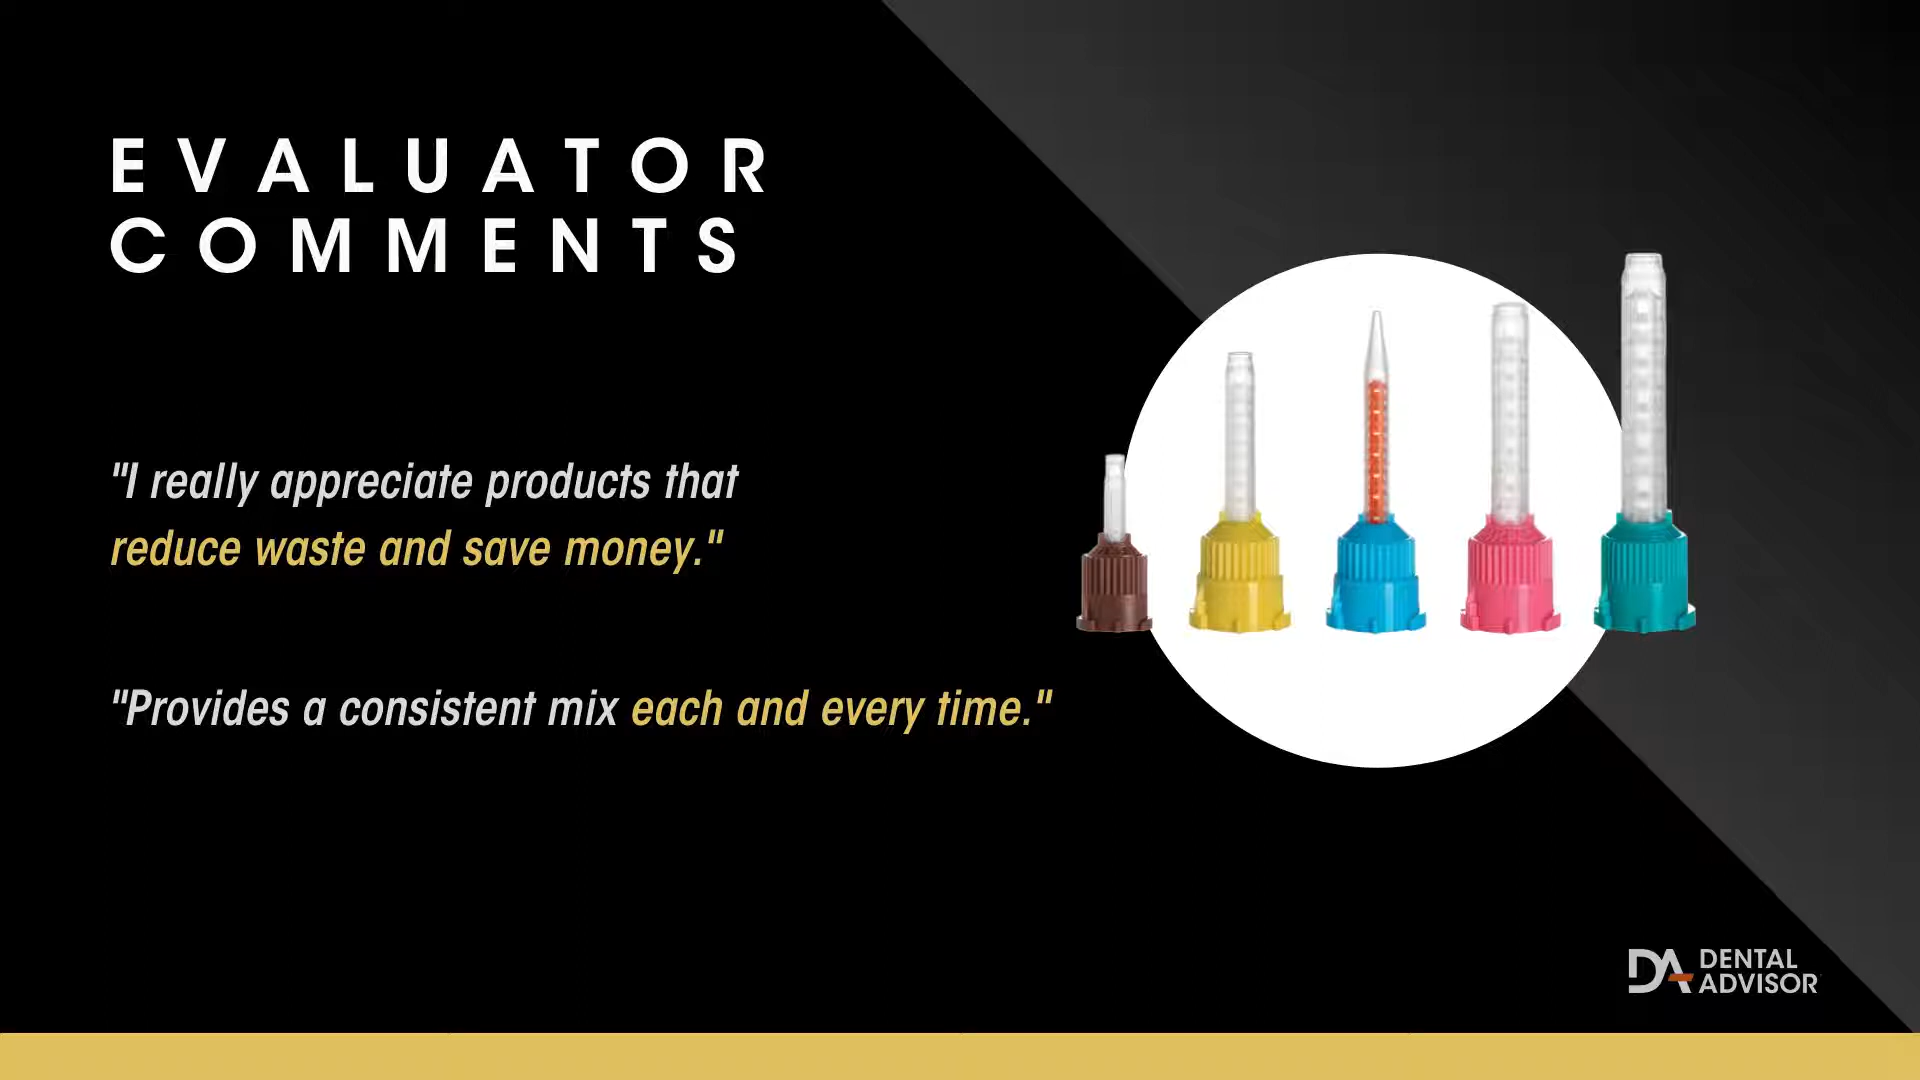 EVALUATOR
COMMENTS
"I really appreciate products that
reduce waste and save money."
"Provides a consistent mix each and every time."
DA DENTAL
ADVISOR